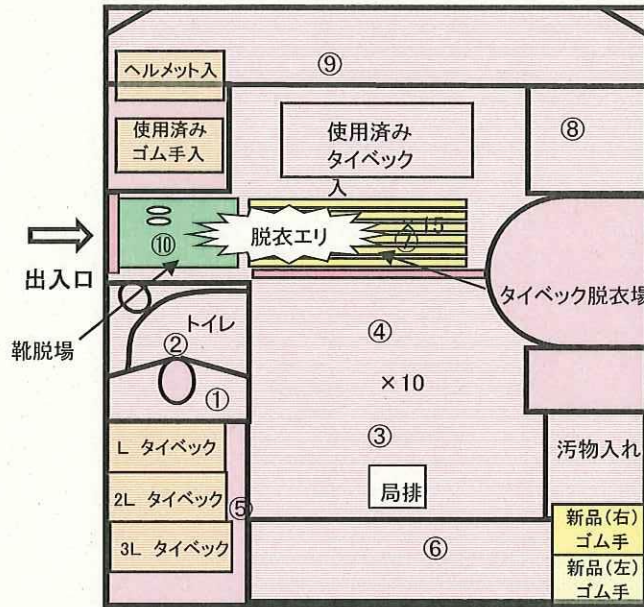 ⑨
ヘルメット入
使用済み
ゴム手入
使用済み
タイベック
入
⑧
⑩
脱衣エリ
⑦
×15
出入口
タイベック脱衣場
靴脱場
トイレ
②
①
④
×10
③
局排
L タイベック
2L タイベック
3L タイベック
⑤
⑥
汚物入れ
新品(右)
ゴム手
新品(左)
ゴム手